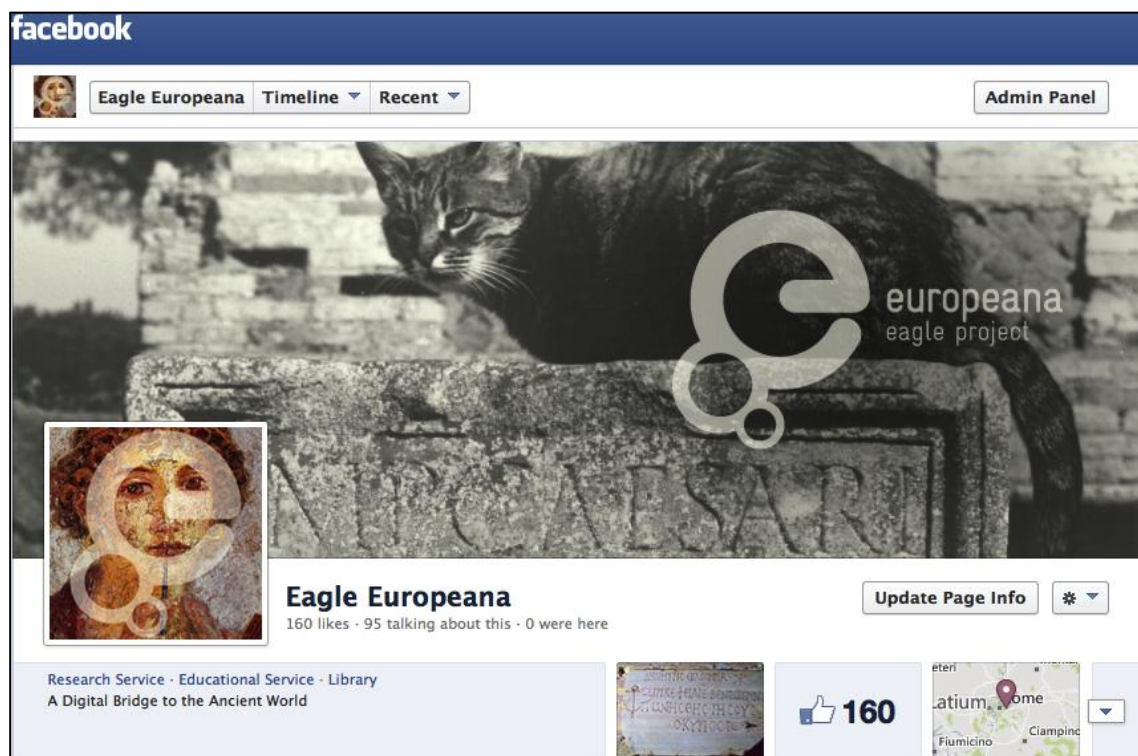 facebook
Eagle Europeana Timeline Recent Admin Panel
europeana
eagle project
IMP CAESARI
Eagle Europeana
160 likes · 95 talking about this · 0 were here
Update Page Info
Research Service · Educational Service · Library
A Digital Bridge to the Ancient World
160
Latium
Rome
Fiumicino
Ciampino